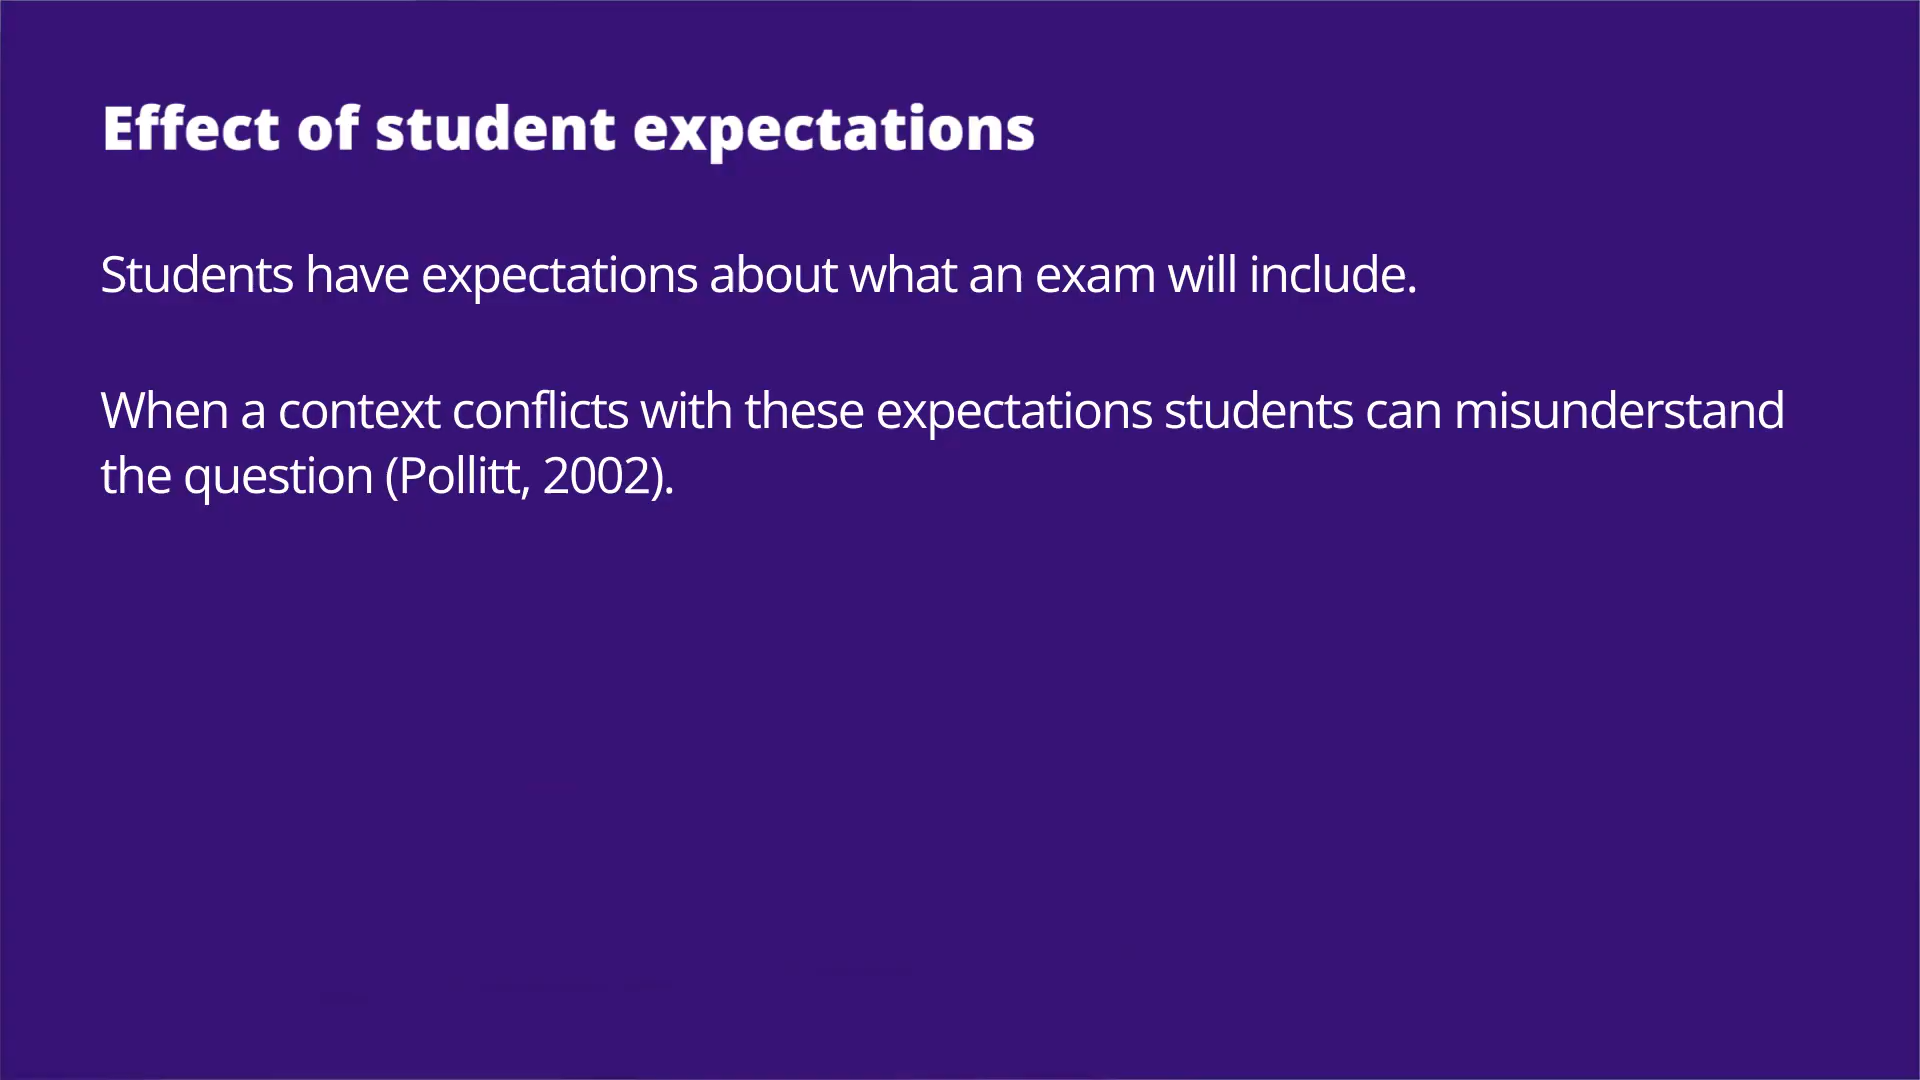 Effect of student expectations
Students have expectations about what an exam will include.
When a context conflicts with these expectations students can misunderstand
the question (Pollitt, 2002).